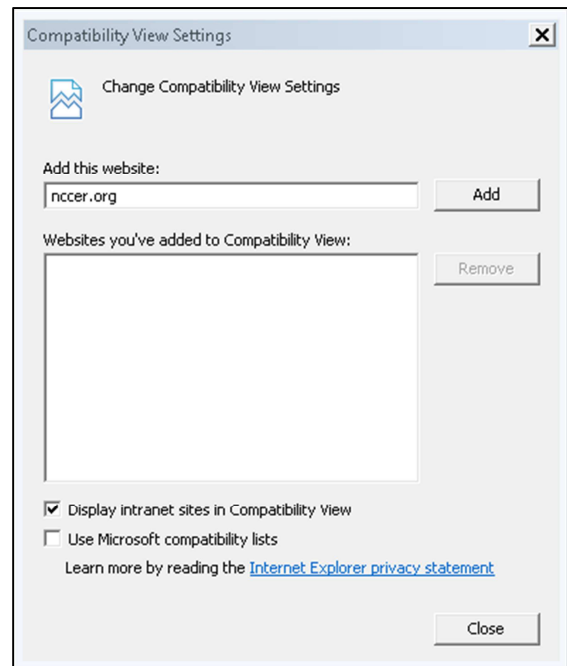 Compatibility View Settings
Change Compatibility View Settings
Add this website:
nccer.org
Add
Websites you've added to Compatibility View:
Remove
Display intranet sites in Compatibility View
Use Microsoft compatibility lists
Learn more by reading the Internet Explorer privacy statement
Close